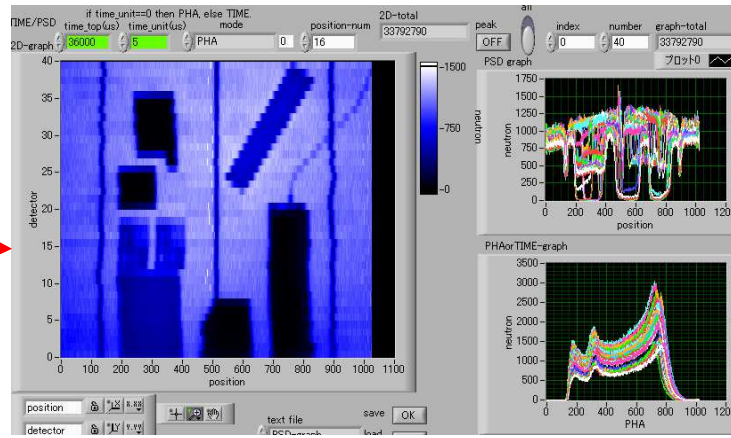 if time_unit==0 then PHA, else TIME.
TIME/PSD time_top(us) time_unit(us) mode position-num 2D-total peak all index number graph-total
2D-graph 36000 5 PHA 0 16 33792790 OFF 0 40 33792790
PSD graph プロット0
40
35
30
25
20
15
10
5
0
detector
0 100 200 300 400 500 600 700 800 900 1000 1100
position
1500
750
0
neutron
1750
1500
1250
1000
750
500
250
0
neutron
0 200 400 600 800 1000 120
position
PHAorTIME-graph
3500
3000
2500
2000
1500
1000
500
0
neutron
0 200 400 600 800 1000 120
PHA
position X X.XX
detector Y Y.YY
text file save OK
PSD-graph load